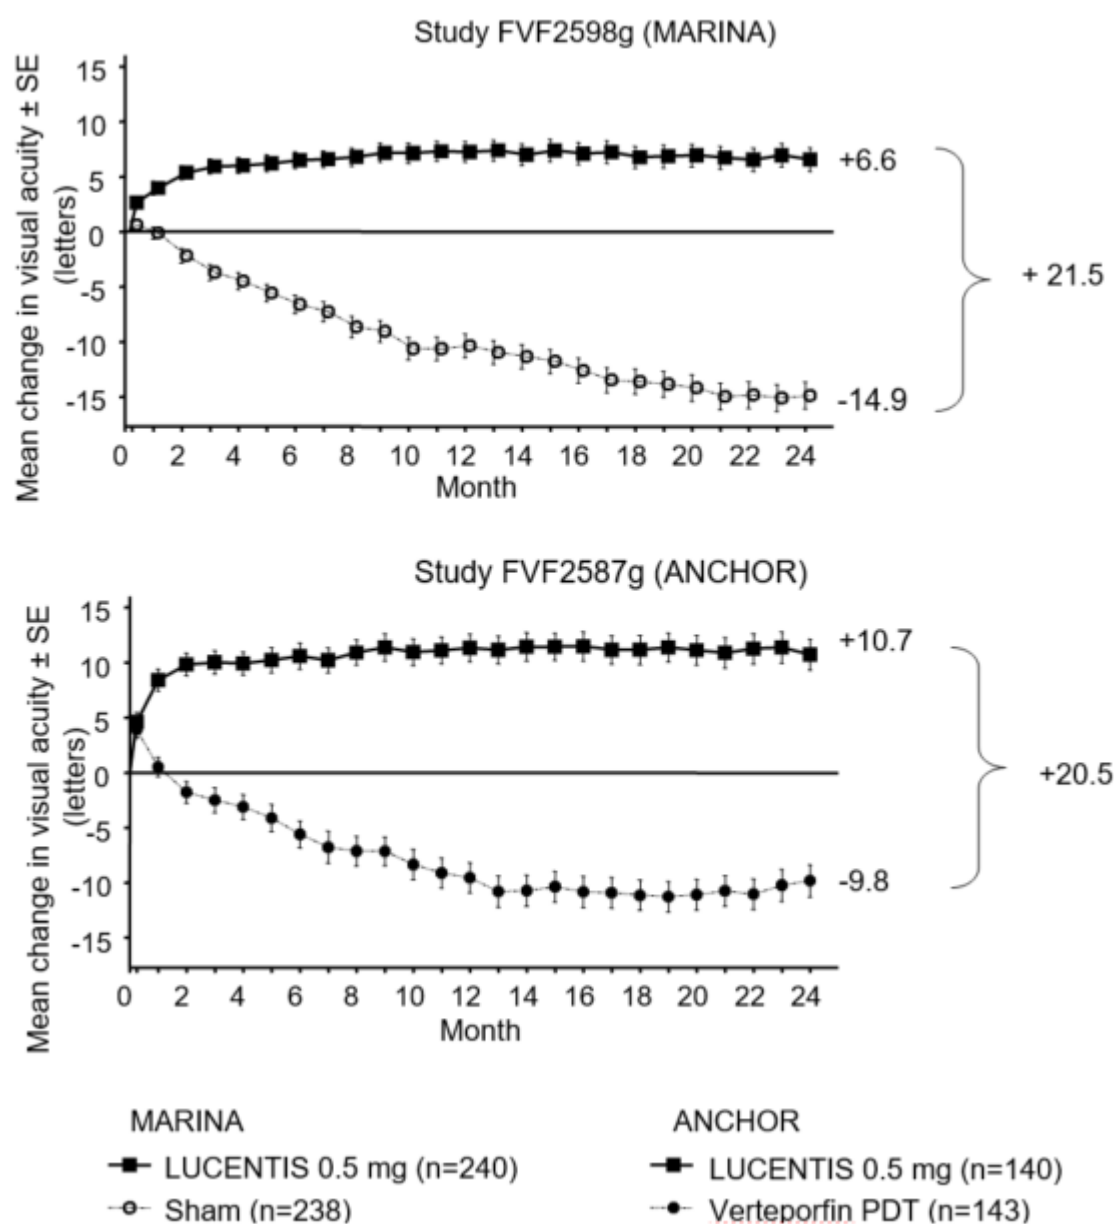 Study FVF2598g (MARINA)
Mean change in visual acuity ± SE
(letters)
15
10
5
0
-5
-10
-15
+6.6
-14.9
+ 21.5
0 2 4 6 8 10 12 14 16 18 20 22 24
Month
Study FVF2587g (ANCHOR)
Mean change in visual acuity ± SE
(letters)
15
10
5
0
-5
-10
-15
+10.7
-9.8
+20.5
0 2 4 6 8 10 12 14 16 18 20 22 24
Month
MARINA
LUCENTIS 0.5 mg (n=240)
Sham (n=238)
ANCHOR
LUCENTIS 0.5 mg (n=140)
Verteporfin PDT (n=143)